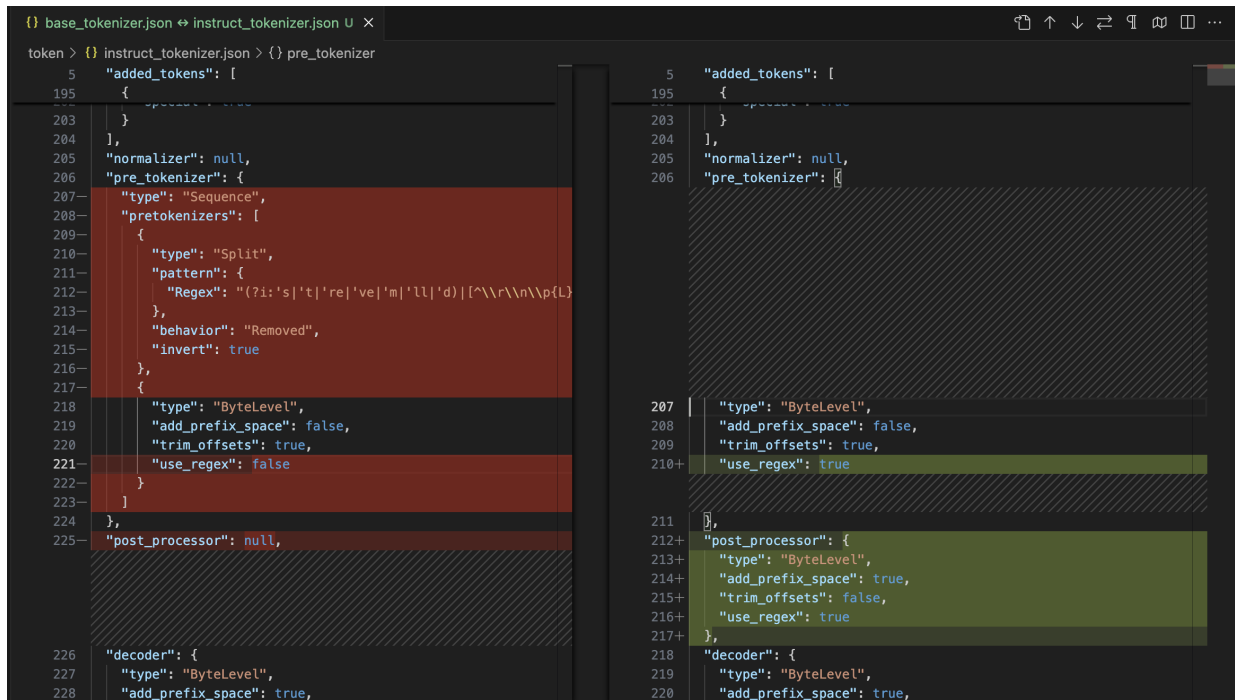 {} base_tokenizer.json ↔ instruct_tokenizer.json U ×
token > {} instruct_tokenizer.json > {} pre_tokenizer
5 "added_tokens": [
195 {
203 }
204 ],
205 "normalizer": null,
206 "pre_tokenizer": {
207— "type": "Sequence",
208— "pretokenizers": [
209— {
210— "type": "Split",
211— "pattern": {
212— "Regex": "(?i:'s|'t|'re|'ve|'m|'ll|'d)|[^\\r\\n\\p{L}
213— },
214— "behavior": "Removed",
215— "invert": true
216— },
217— {
218 "type": "ByteLevel",
219 "add_prefix_space": false,
220 "trim_offsets": true,
221— "use_regex": false
222— }
223— ]
224 },
225— "post_processor": null,
226 "decoder": {
227 "type": "ByteLevel",
228 "add_prefix_space": true,
5 "added_tokens": [
195 {
203 }
204 ],
205 "normalizer": null,
206 "pre_tokenizer": {
207 "type": "ByteLevel",
208 "add_prefix_space": false,
209 "trim_offsets": true,
210+ "use_regex": true
211 },
212+ "post_processor": {
213+ "type": "ByteLevel",
214+ "add_prefix_space": true,
215+ "trim_offsets": false,
216+ "use_regex": true
217+ },
218 "decoder": {
219 "type": "ByteLevel",
220 "add_prefix_space": true,